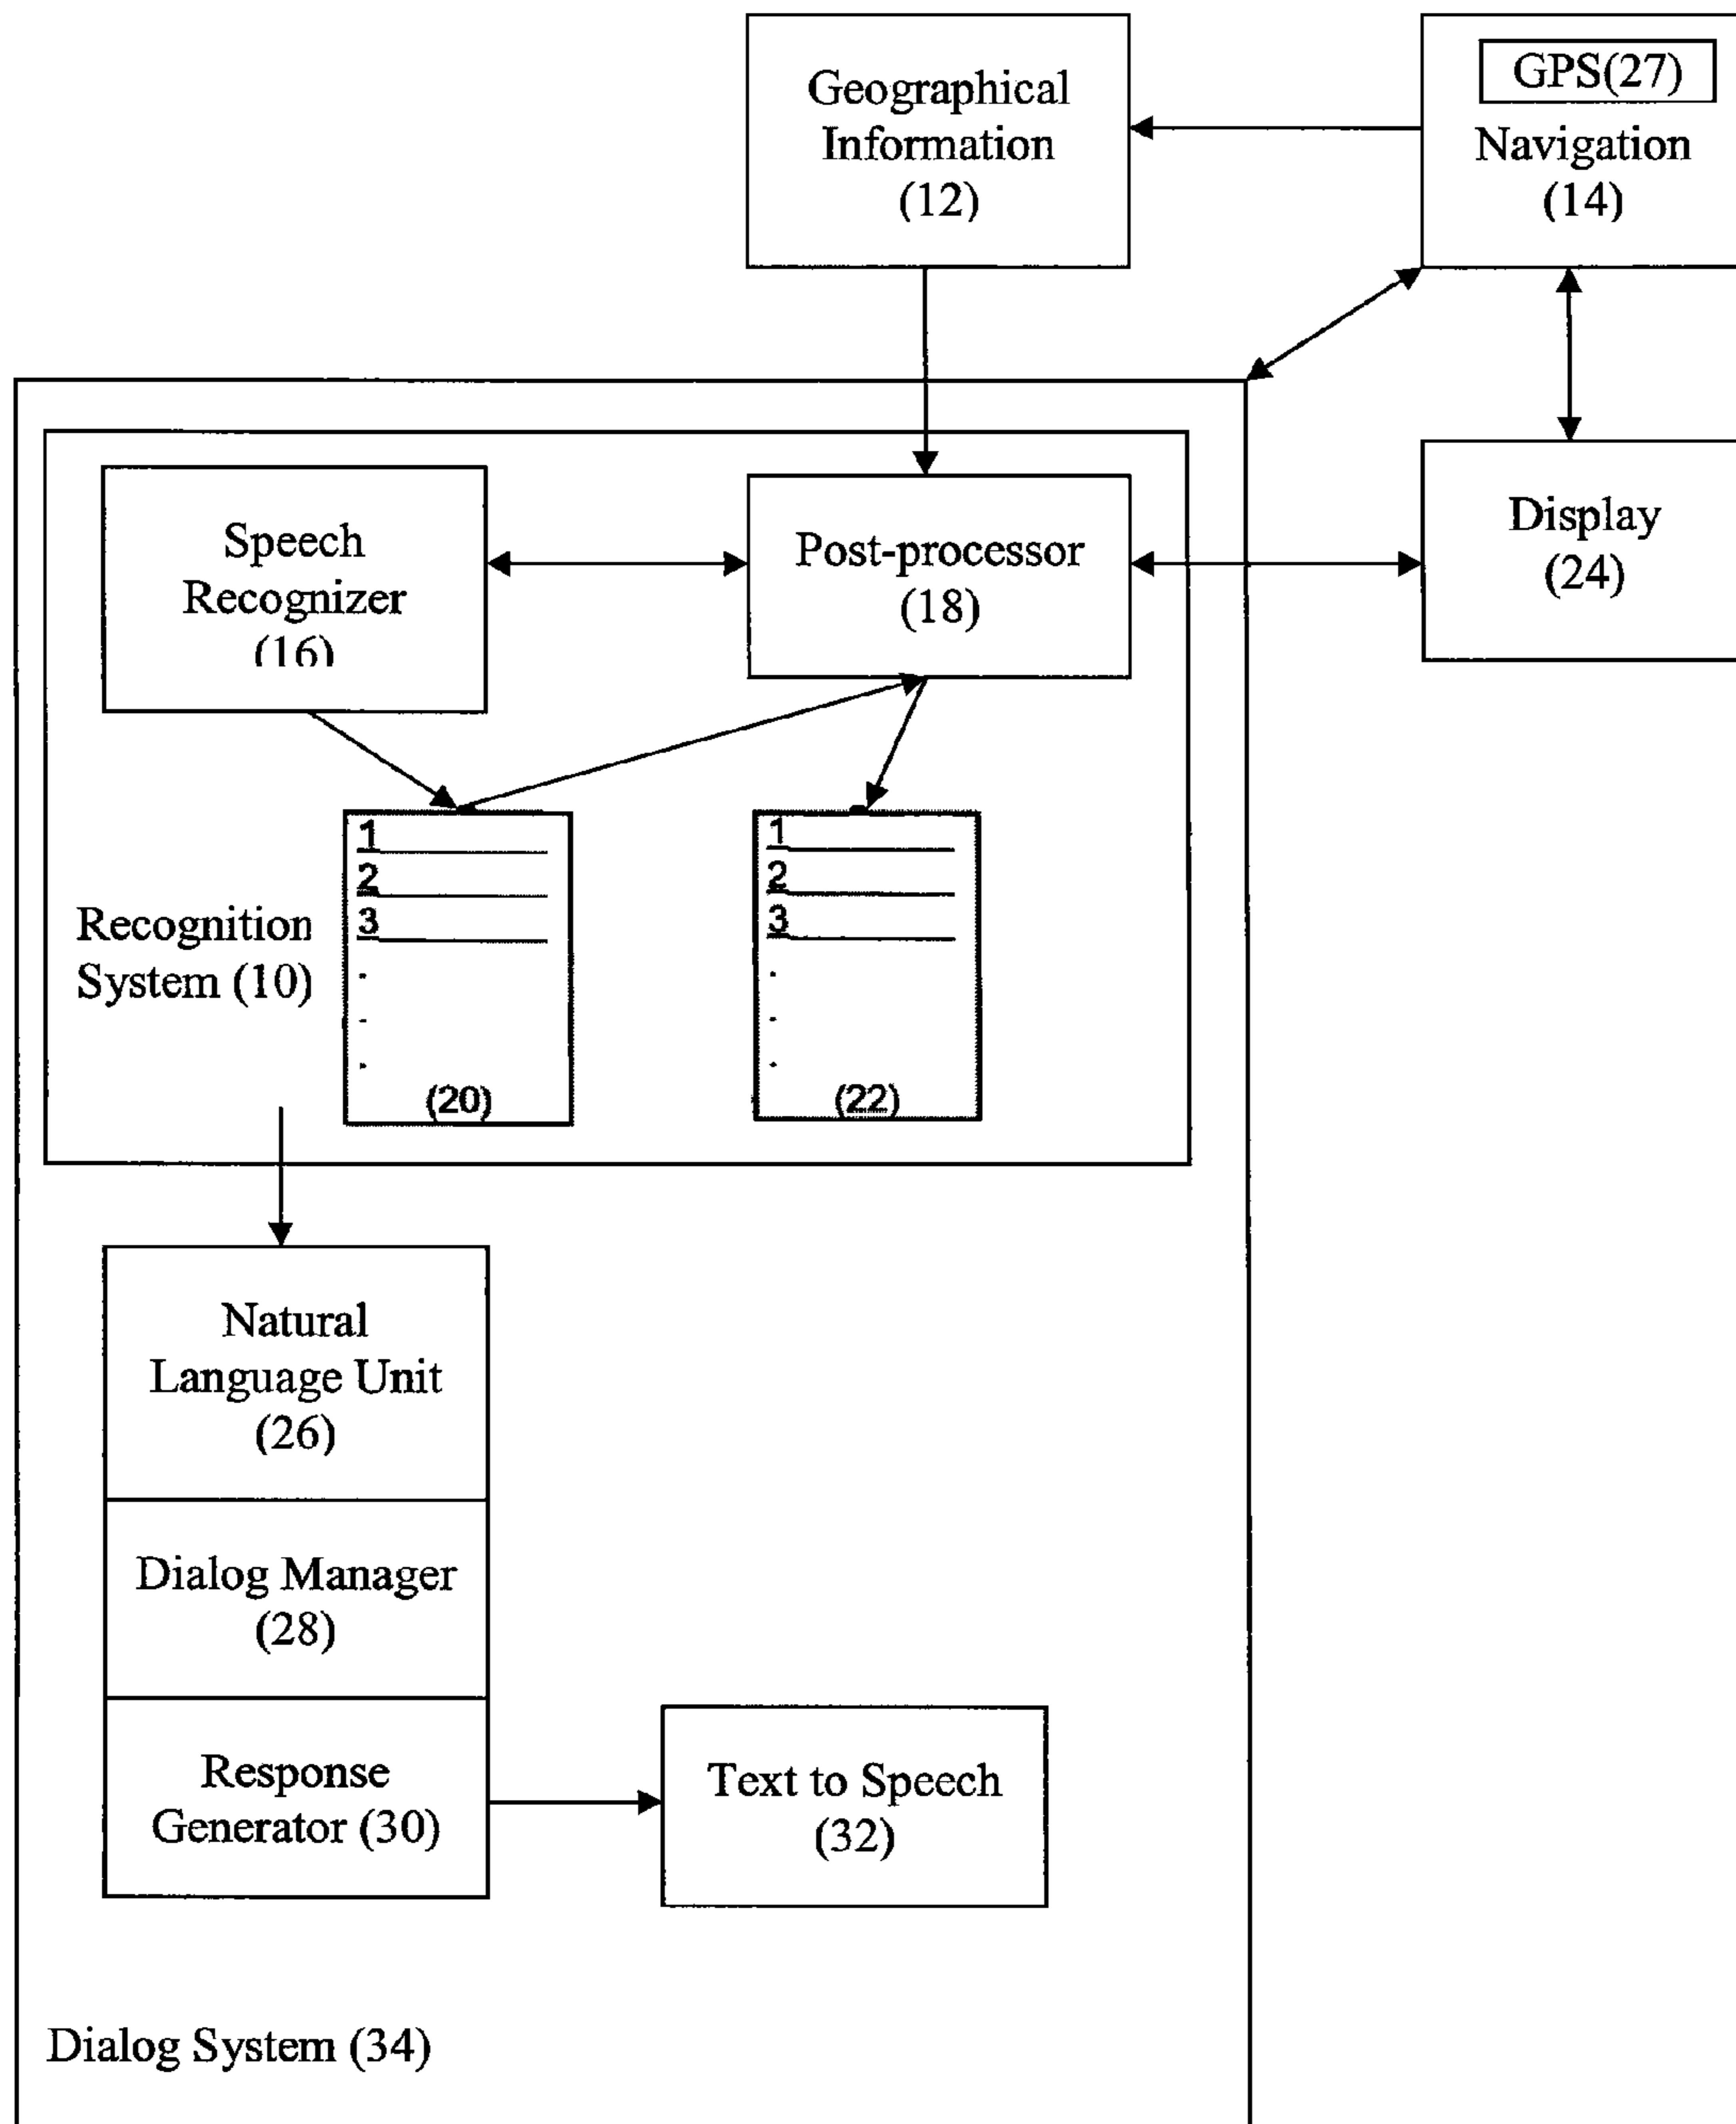 Geographical
Information
(12)
GPS(27)
Navigation
(14)
Speech
Recognizer
(16)
Post-processor
(18)
Display
(24)
Recognition
System (10)
1
2
3
.
.
.
(20)
1
2
3
.
.
.
(22)
Natural
Language Unit
(26)
Dialog Manager
(28)
Response
Generator (30)
Text to Speech
(32)
Dialog System (34)